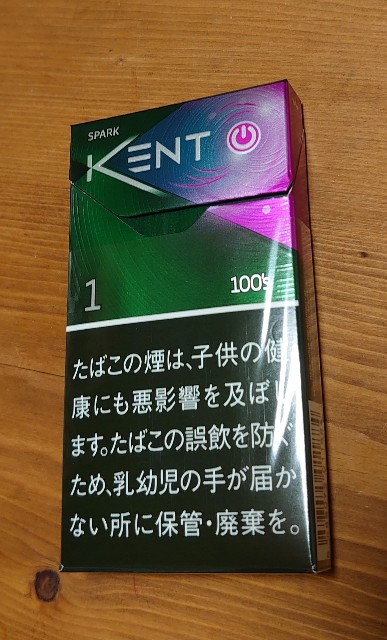 SPARK
KENT
1
100's
たばこの煙は、子供の健
康にも悪影響を及ぼし
ます。たばこの誤飲を防ぐ
ため、乳幼児の手が届か
ない所に保管・廃棄を。